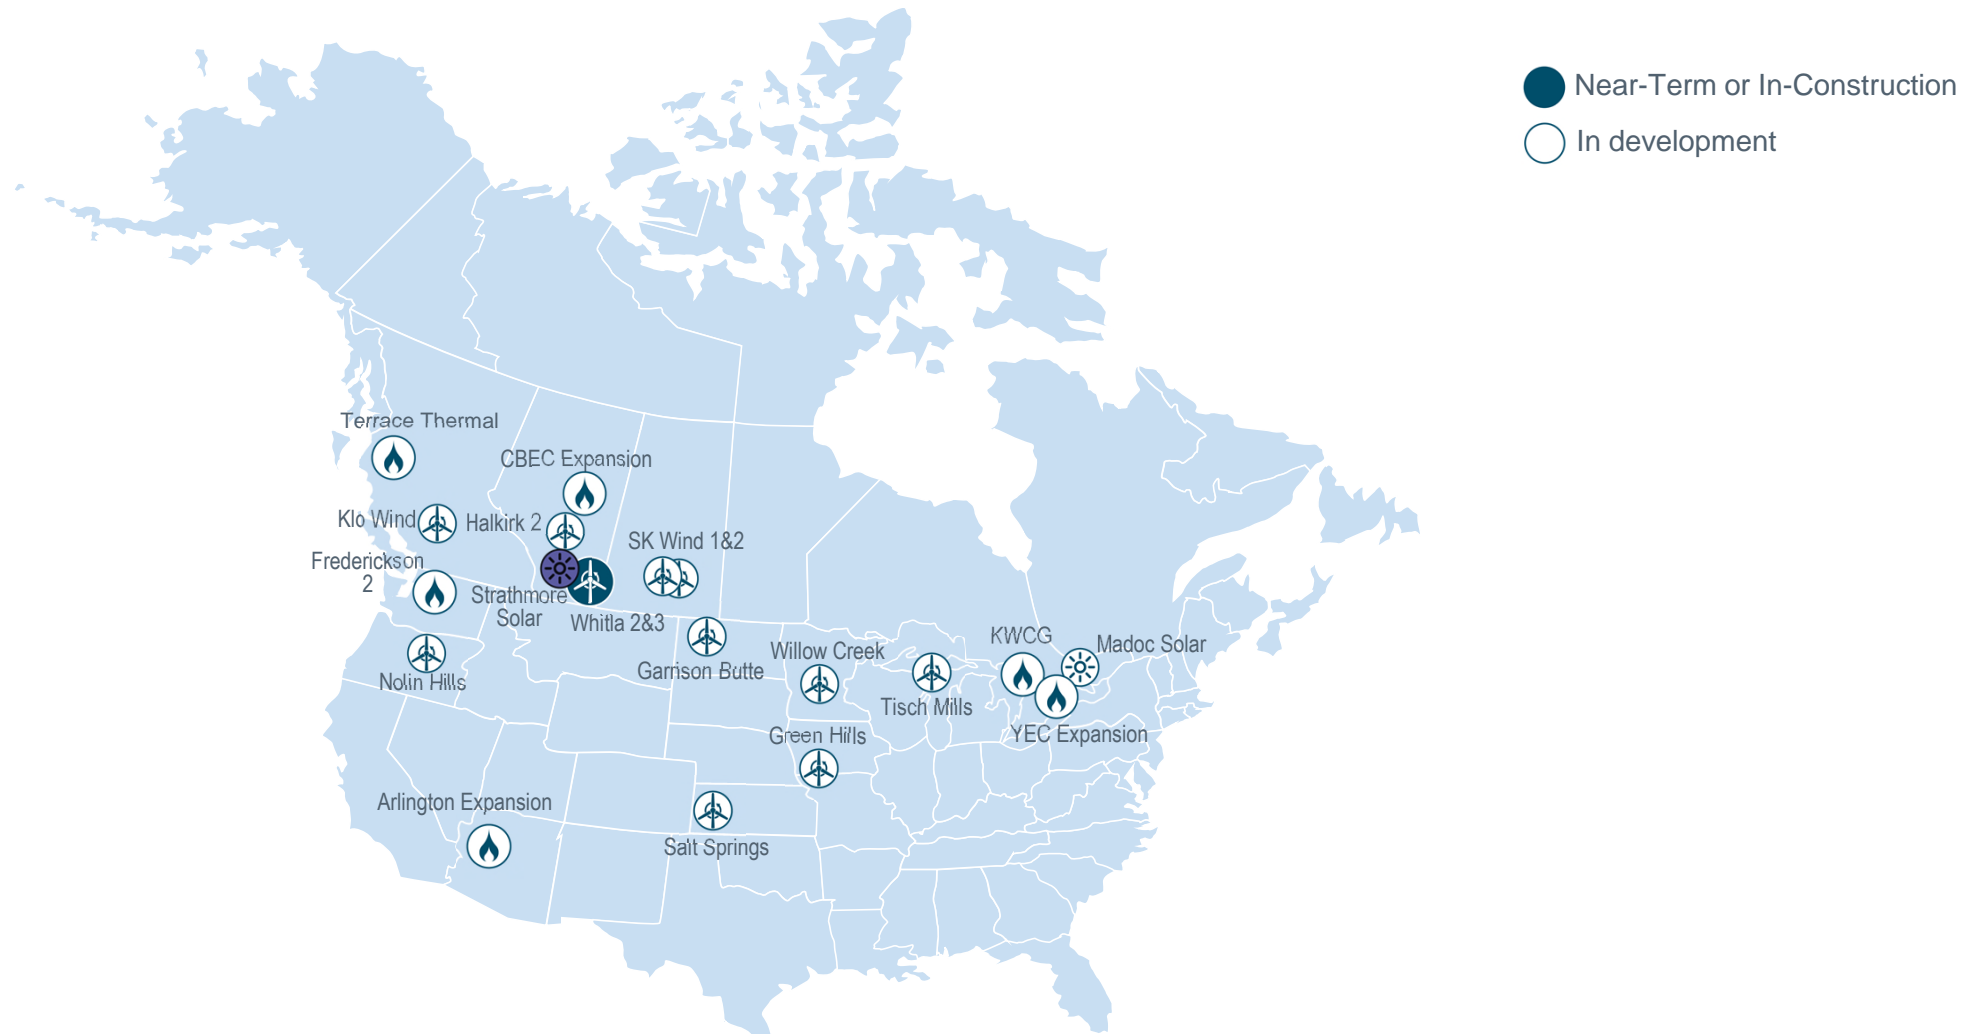 Near-Term or In-Construction
In development
Terrace Thermal
CBEC Expansion
Klo Wind
Halkirk 2
SK Wind 1&2
Frederickson
2
Strathmore
Solar
Whitla 2&3
KWCG
Madoc Solar
Willow Creek
Garrison Butte
Nolin Hills
Tisch Mills
YEC Expansion
Green Hills
Arlington Expansion
Salt Springs